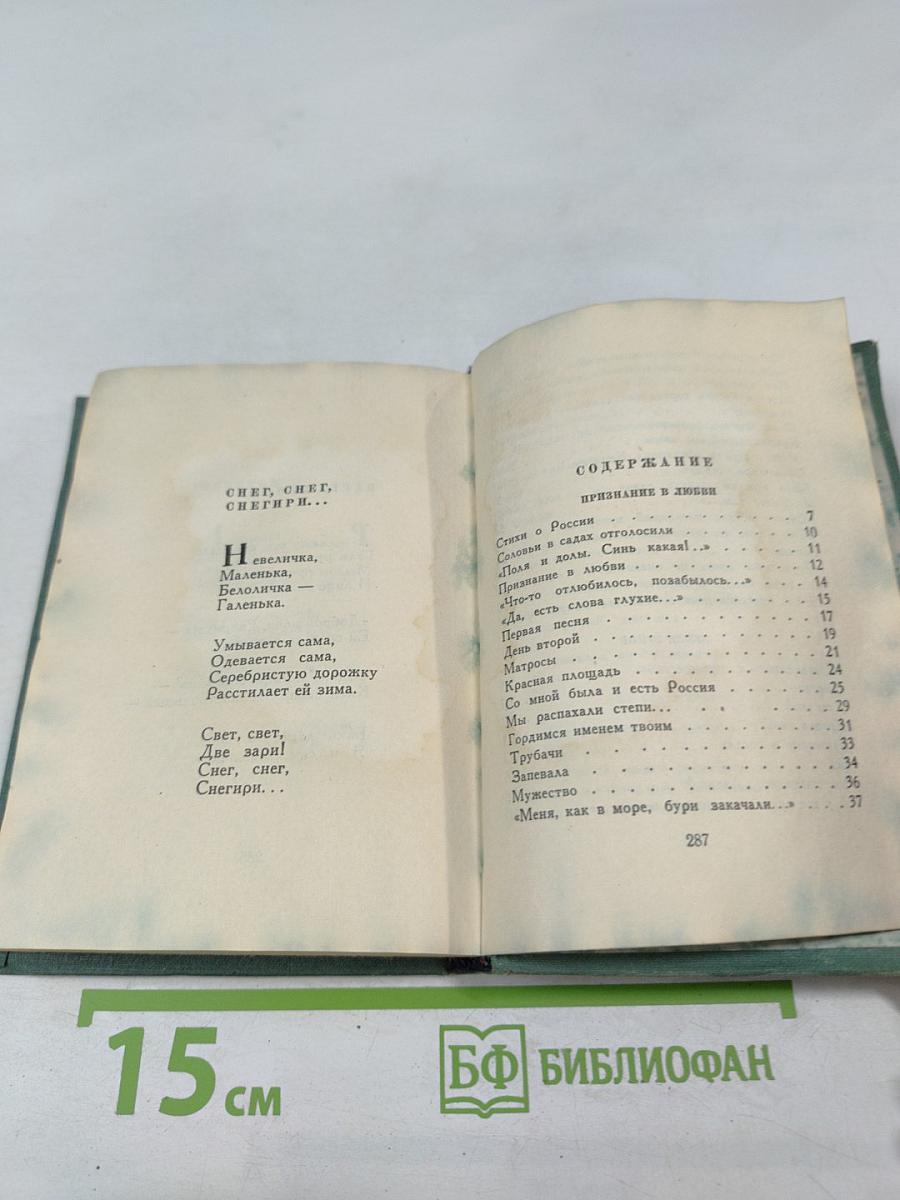 СНЕГ, СНЕГ,
СНЕГИРИ...
Невеличка,
Маленька,
Белоличка —
Галенька.
Умывается сама,
Одевается сама,
Серебристую дорожку
Расстилает ей зима.
Свет, свет,
Две зари!
Снег, снег,
Снегири...
СОДЕРЖАНИЕ
ПРИЗНАНИЕ В ЛЮБВИ
Стихи о России . . . . . . . . . . . 7
Соловьи в садах отголосили . . . . . . . 10
«Поля и долы. Синь какая!..» . . . . . . 11
Признание в любви . . . . . . . . . . 12
«Что-то отлюбилось, позабылось...» . . . . 14
«Да, есть слова глухие...» . . . . . . . 15
Первая песня . . . . . . . . . . . . 17
День второй . . . . . . . . . . . . 19
Матросы . . . . . . . . . . . . . 21
Красная площадь . . . . . . . . . . 24
Со мной была и есть Россия . . . . . . 25
Мы распахали степи... . . . . . . . 29
Гордимся именем твоим . . . . . . . . 31
Трубачи . . . . . . . . . . . . . 33
Запевала . . . . . . . . . . . . . 34
Мужество . . . . . . . . . . . . . 36
«Меня, как в море, бури закачали...» . . . . 37
287
15 см
БФ БИБЛИОФАН